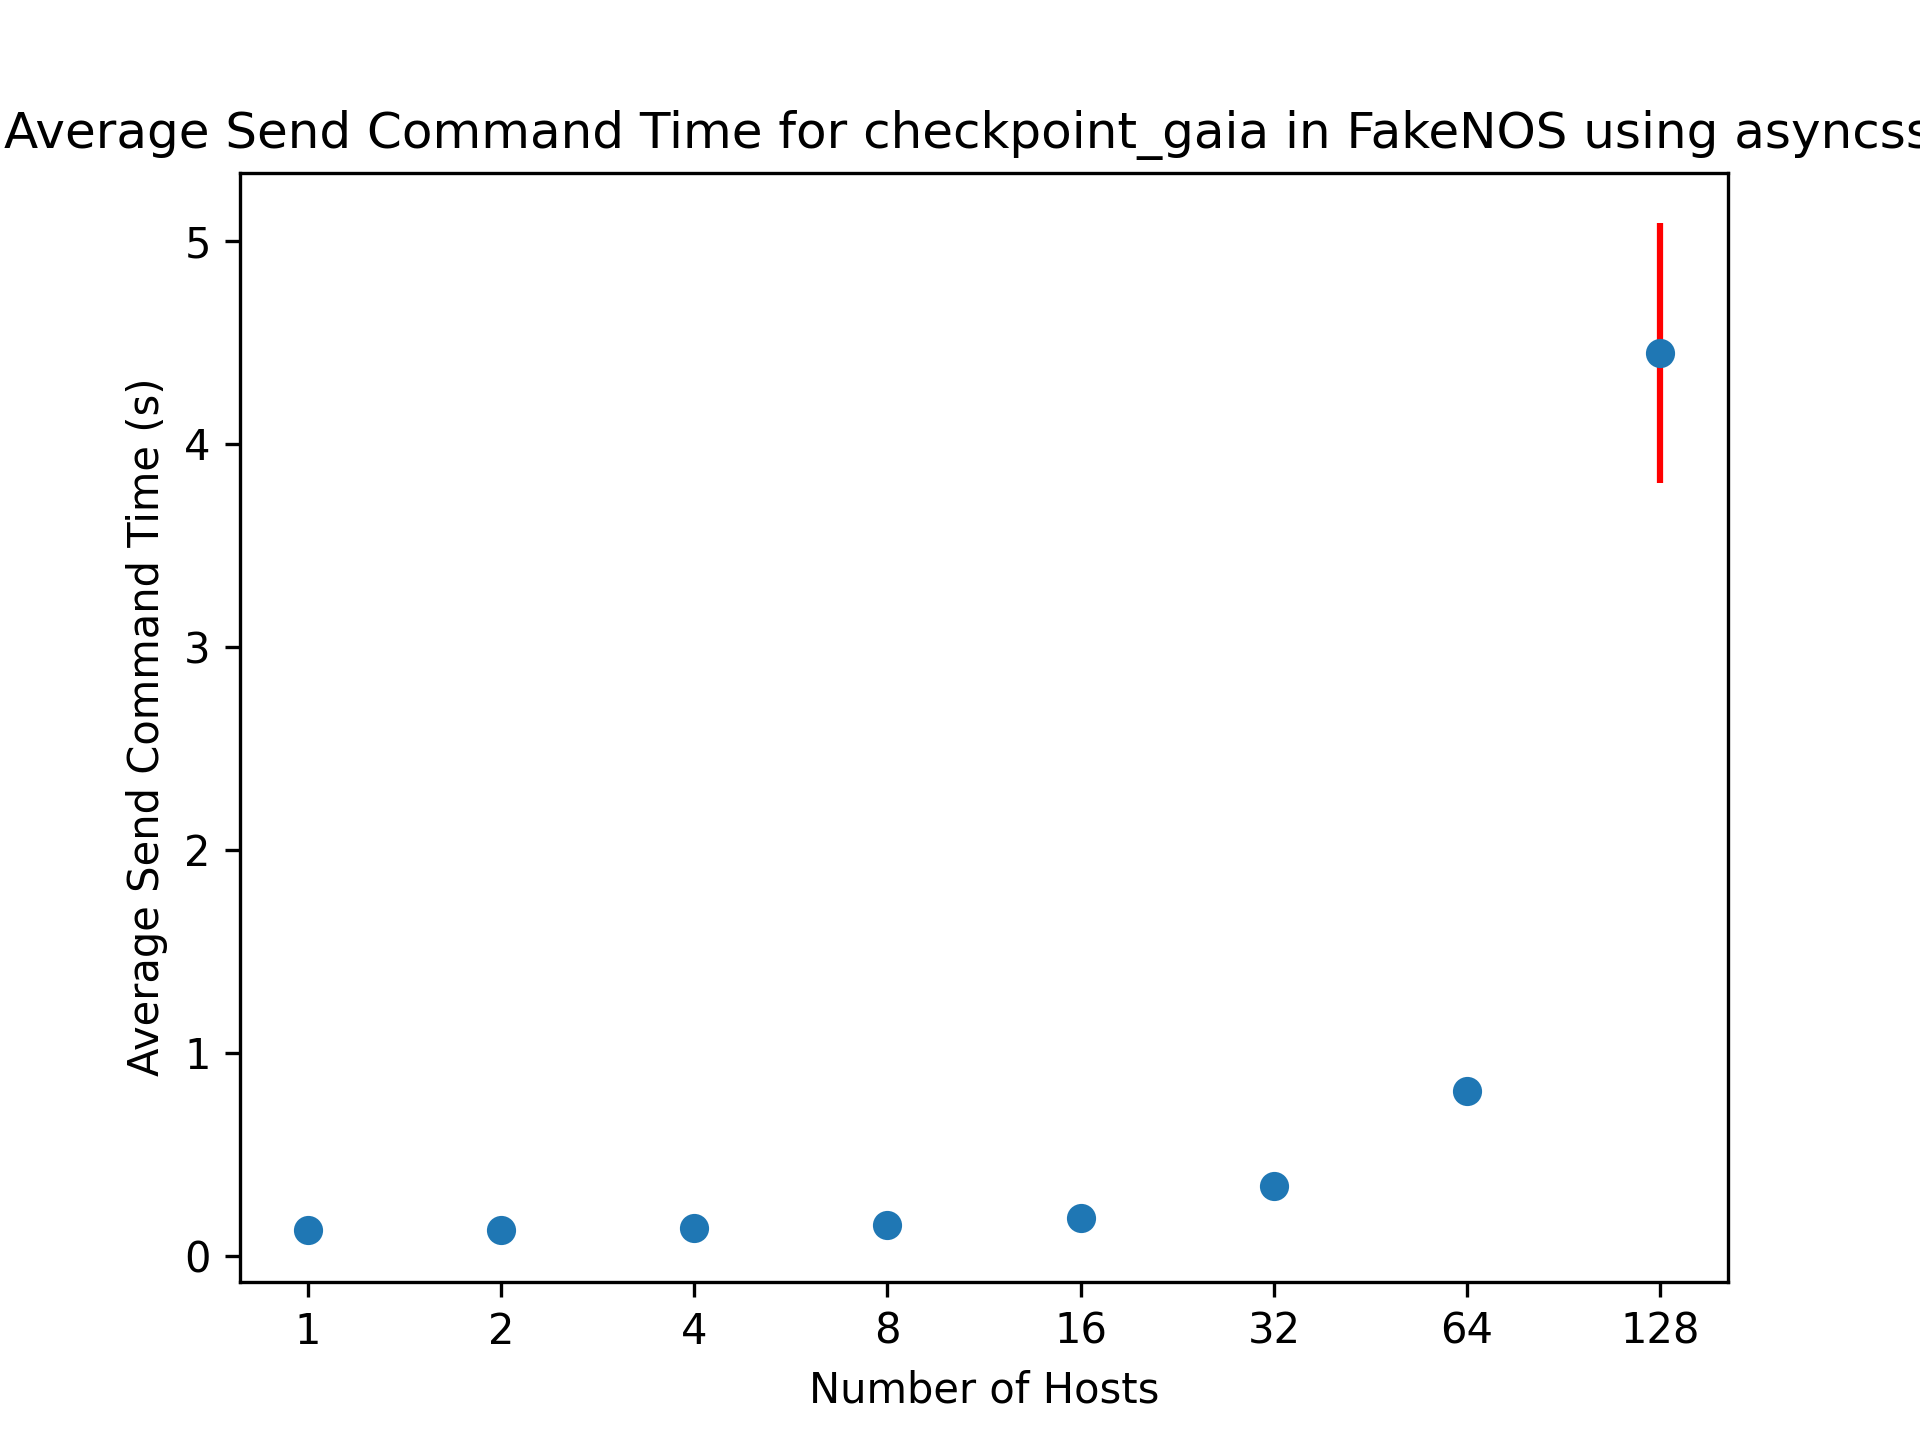 Average Send Command Time for checkpoint_gaia in FakeNOS using asyncss
Average Send Command Time (s)
5
4
3
2
1
0
1 2 4 8 16 32 64 128
Number of Hosts